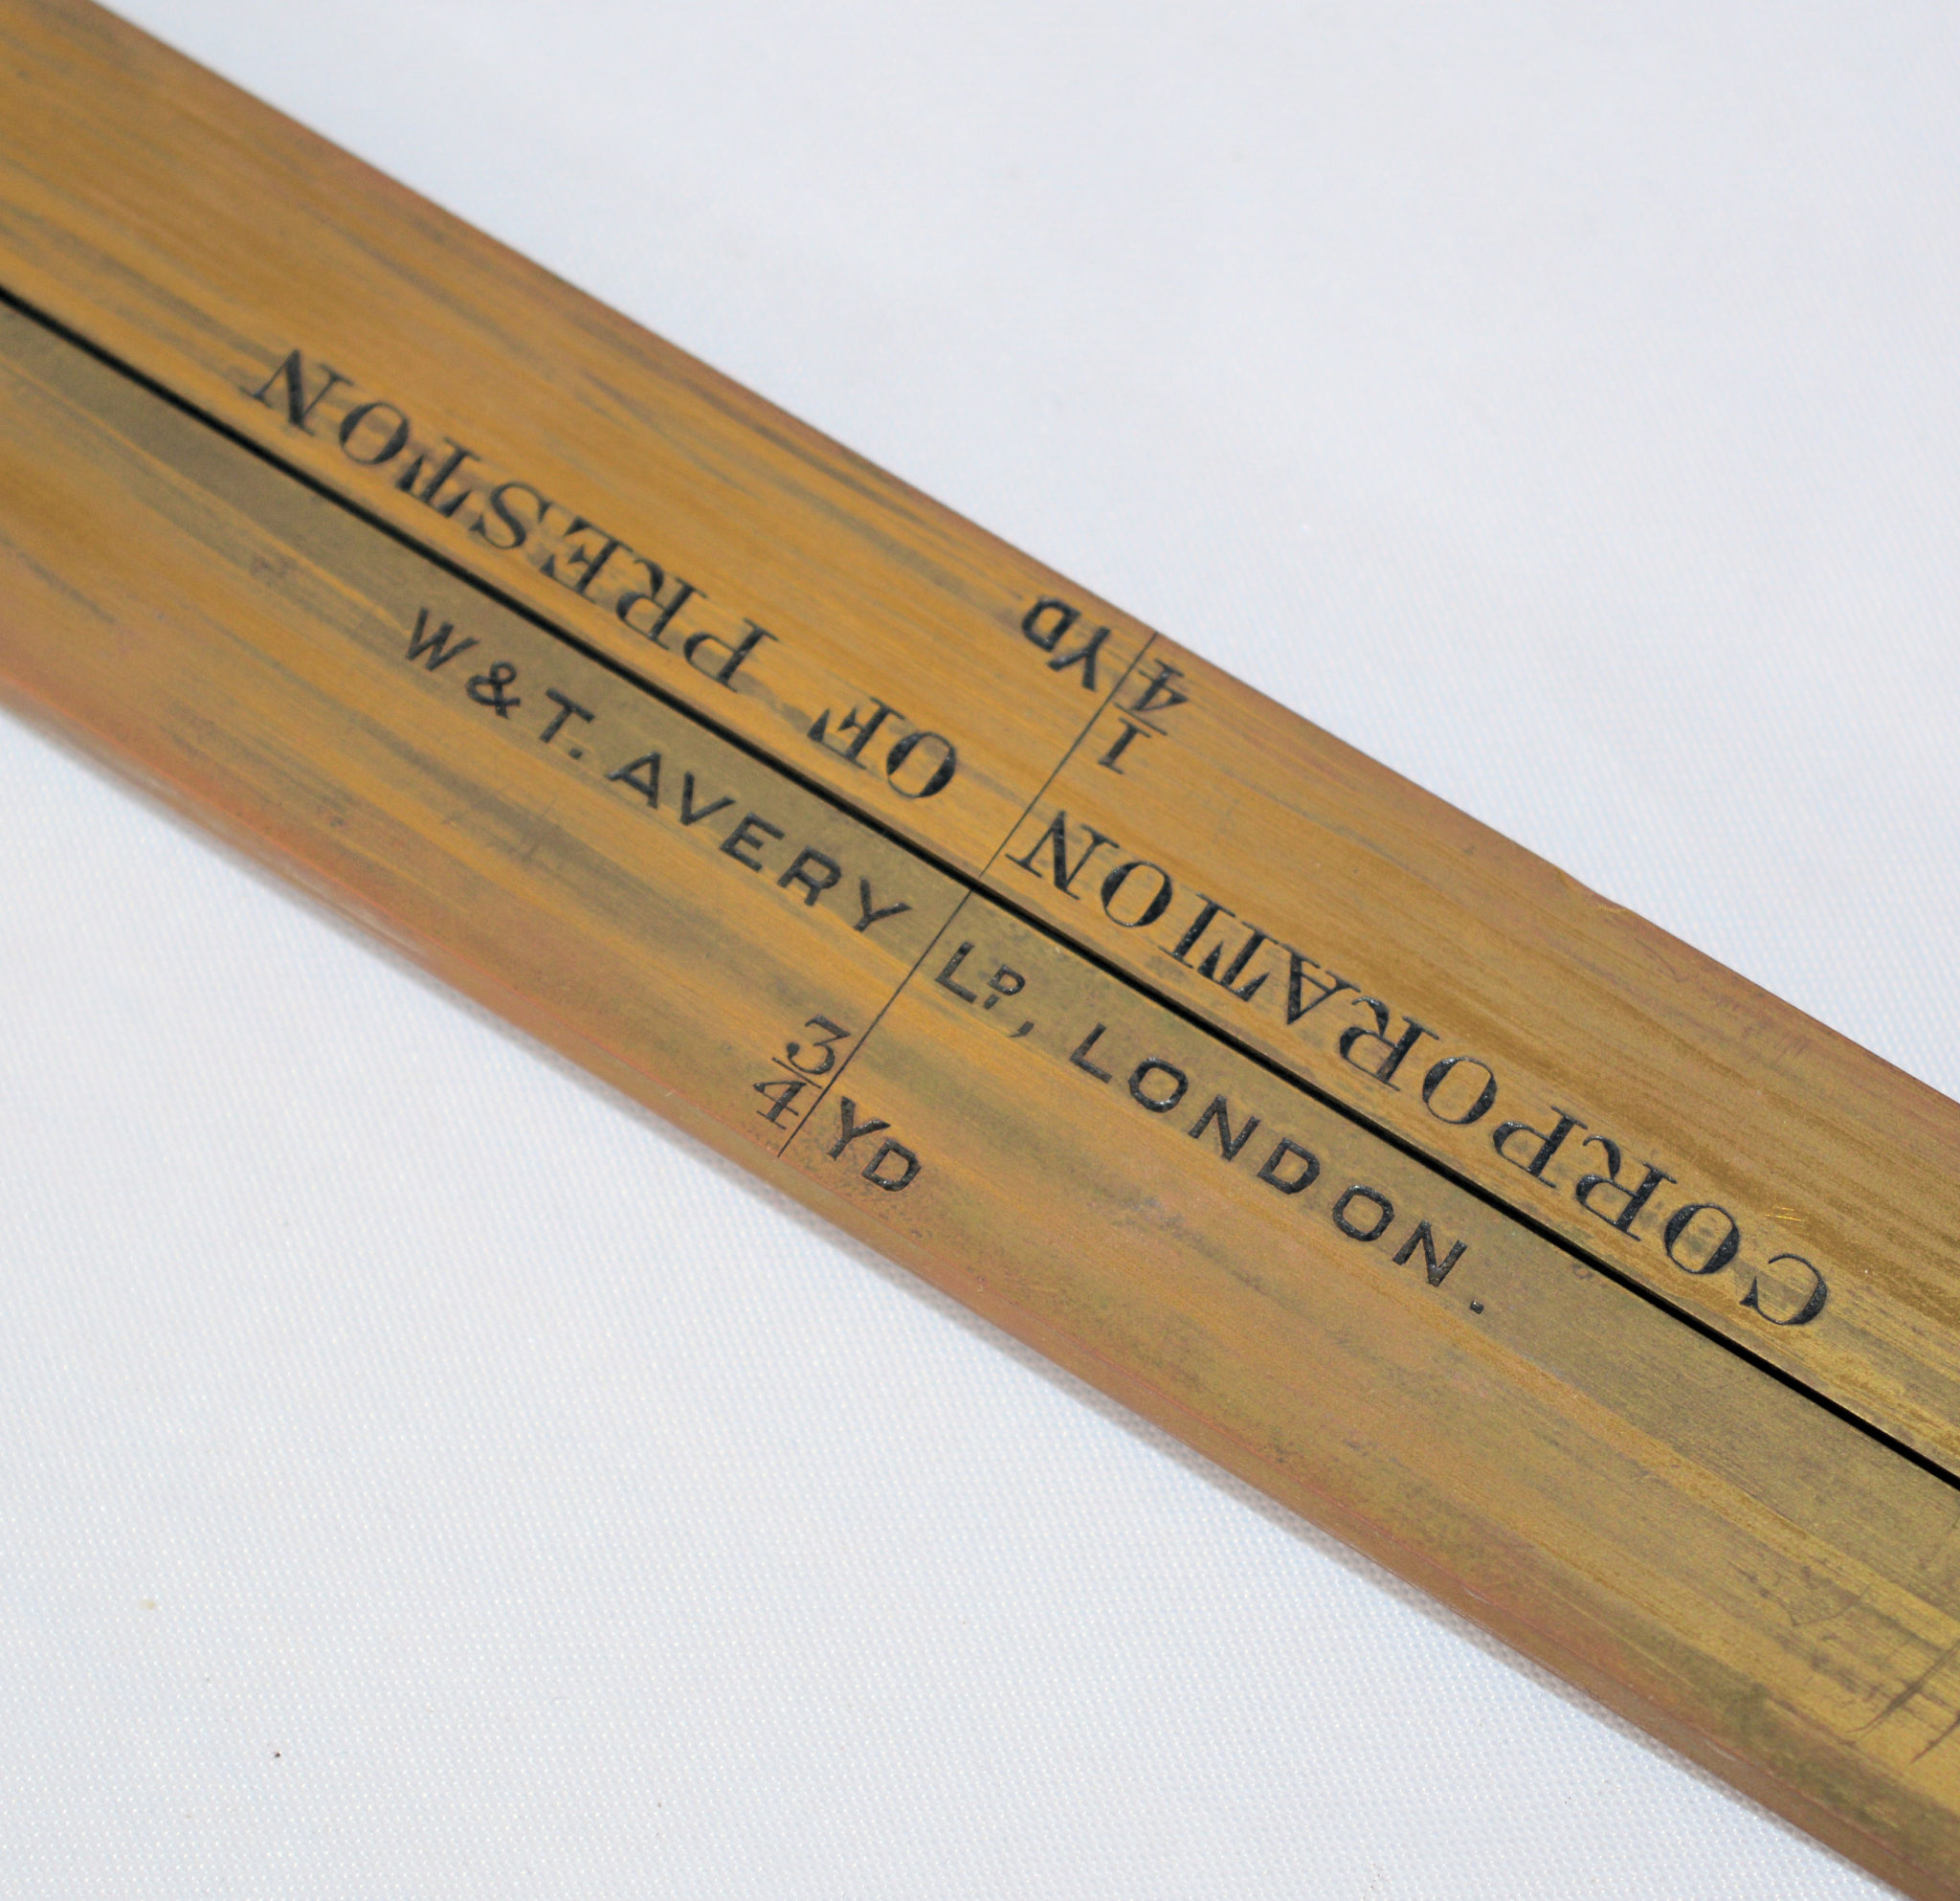 CORPORATION OF PRESTON
1/4 YD
W & T. AVERY LD, LONDON.
3/4 YD